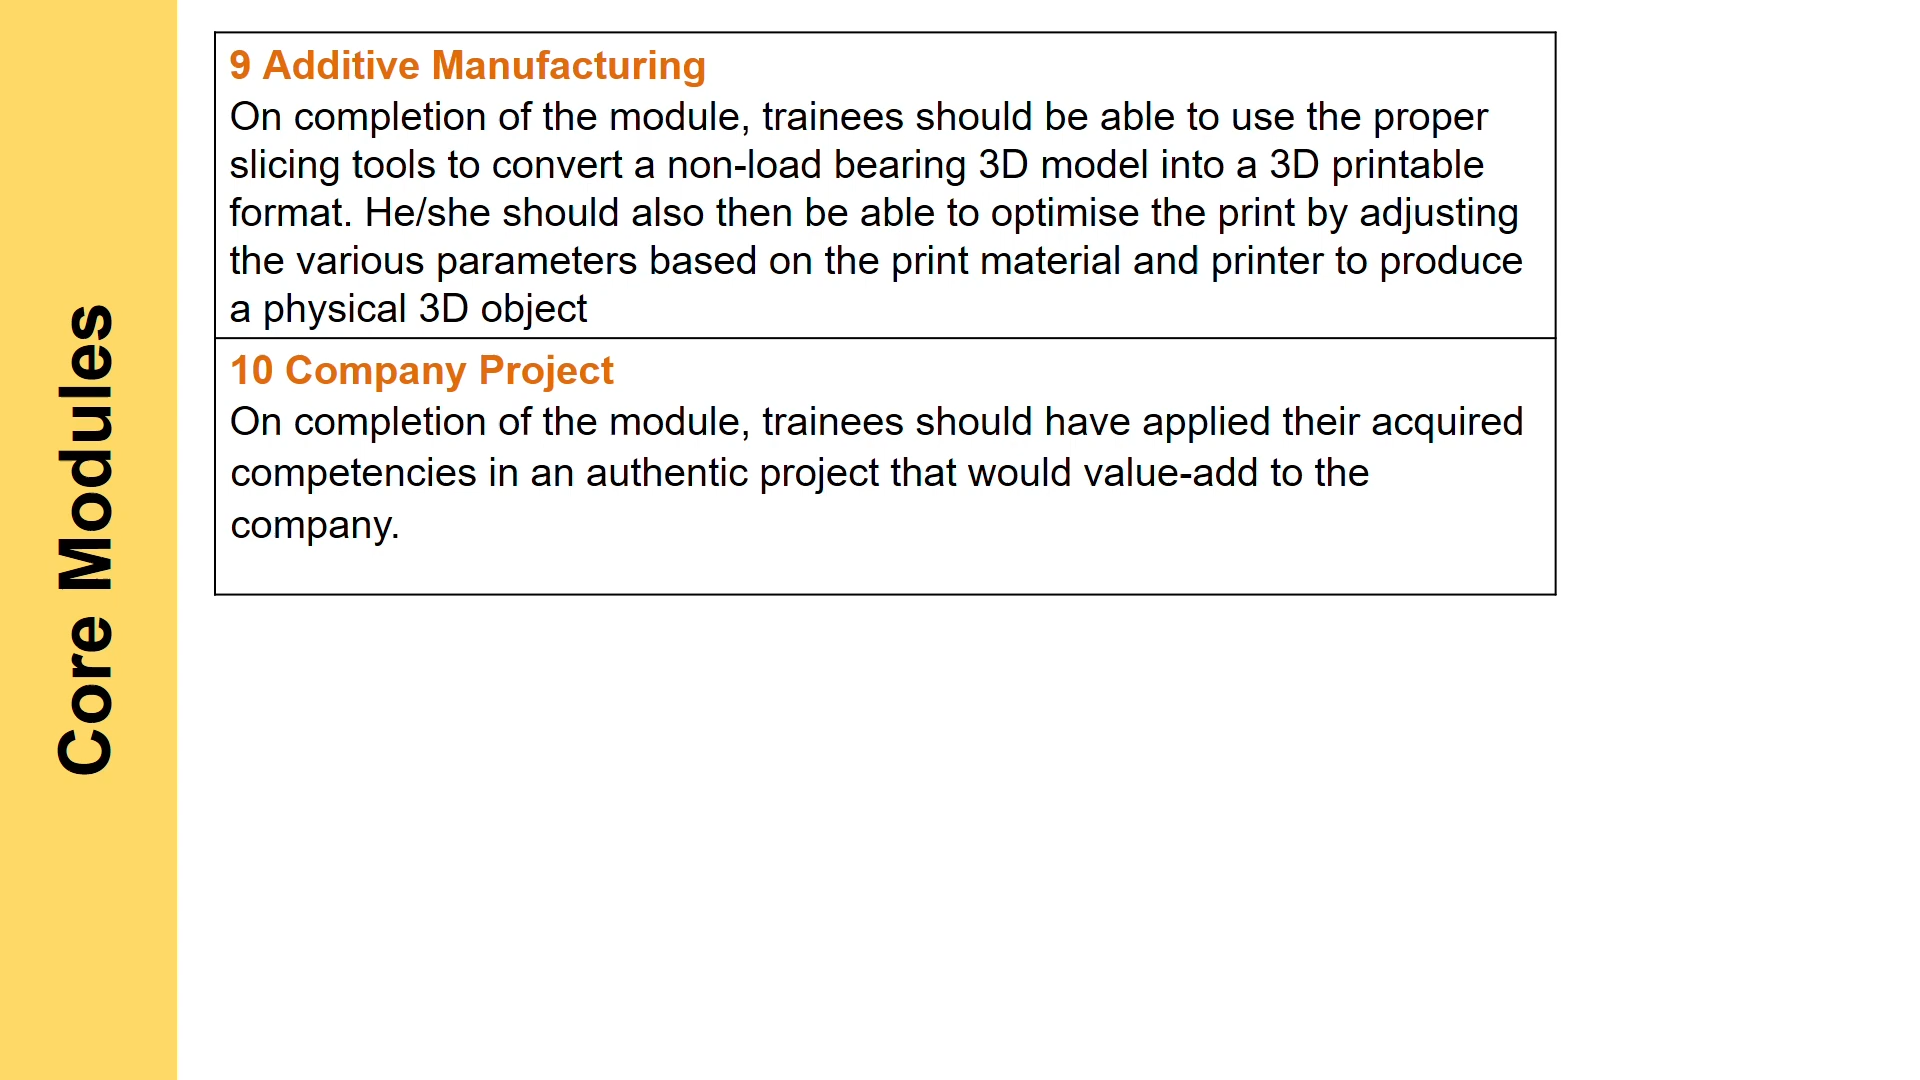 Core Modules
9 Additive Manufacturing
On completion of the module, trainees should be able to use the proper
slicing tools to convert a non-load bearing 3D model into a 3D printable
format. He/she should also then be able to optimise the print by adjusting
the various parameters based on the print material and printer to produce
a physical 3D object
10 Company Project
On completion of the module, trainees should have applied their acquired
competencies in an authentic project that would value-add to the
company.